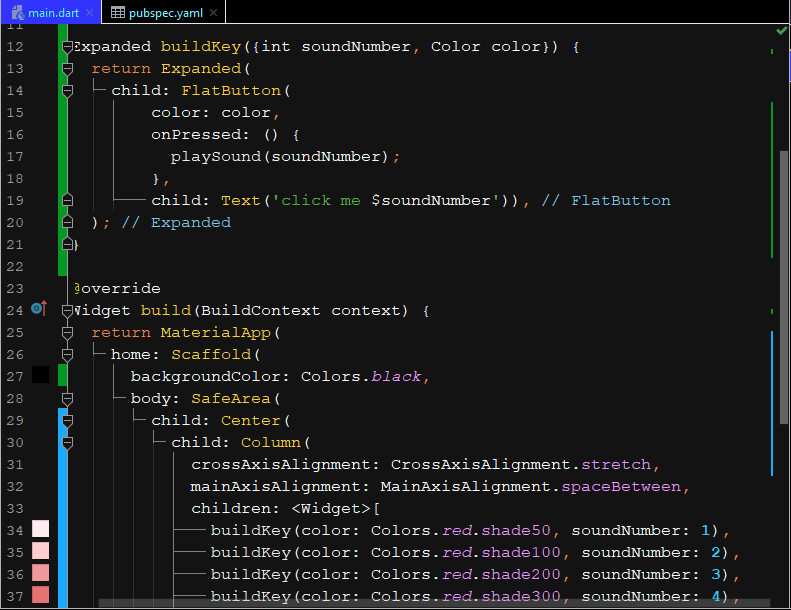 main.dart pubspec.yaml
11
12 Expanded buildKey({int soundNumber, Color color}) {
13 return Expanded(
14 child: FlatButton(
15 color: color,
16 onPressed: () {
17 playSound(soundNumber);
18 },
19 child: Text('click me $soundNumber')), // FlatButton
20 ); // Expanded
21 }
22
23 @override
24 Widget build(BuildContext context) {
25 return MaterialApp(
26 home: Scaffold(
27 backgroundColor: Colors.black,
28 body: SafeArea(
29 child: Center(
30 child: Column(
31 crossAxisAlignment: CrossAxisAlignment.stretch,
32 mainAxisAlignment: MainAxisAlignment.spaceBetween,
33 children: <Widget>[
34 buildKey(color: Colors.red.shade50, soundNumber: 1),
35 buildKey(color: Colors.red.shade100, soundNumber: 2),
36 buildKey(color: Colors.red.shade200, soundNumber: 3),
37 buildKey(color: Colors.red.shade300, soundNumber: 4),